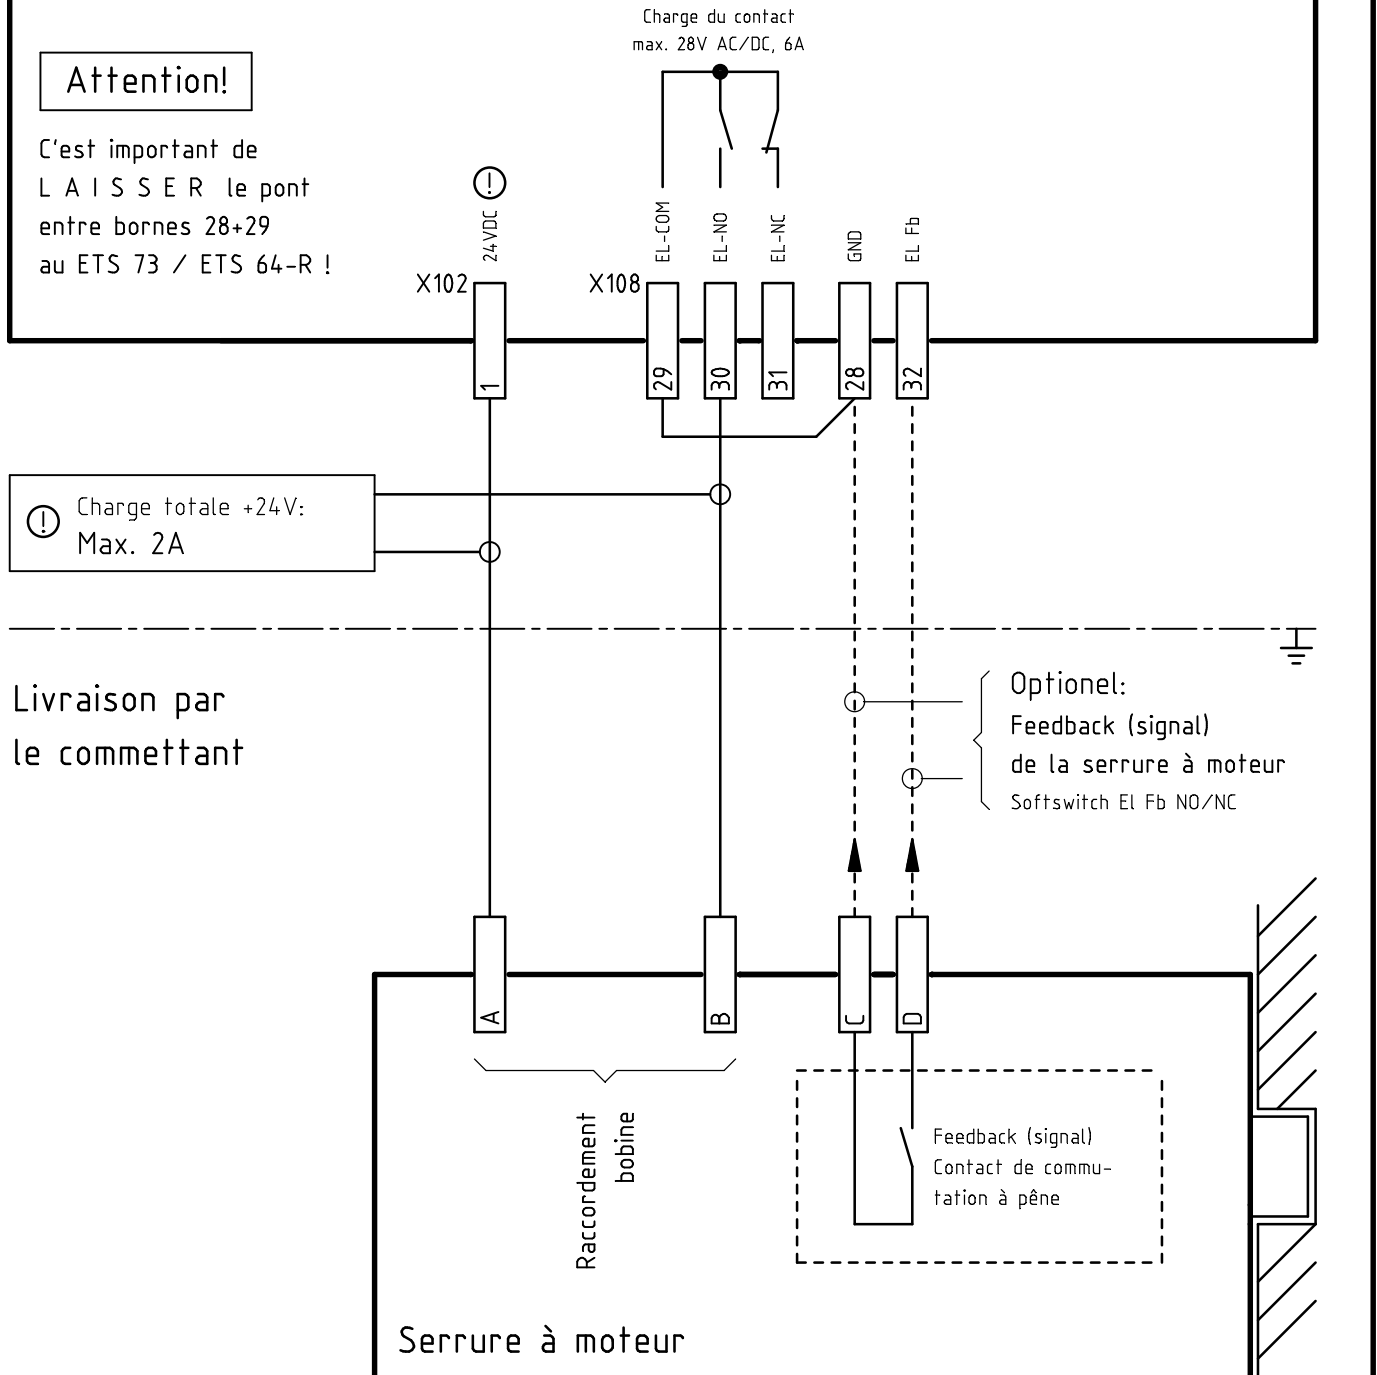 Charge du contact
max. 28V AC/DC, 6A
Attention!
C'est important de
L A I S S E R le pont
entre bornes 28+29
au ETS 73 / ETS 64-R !
24VDC
EL-COM
EL-NO
EL-NC
GND
EL Fb
X102
X108
1
29
30
31
28
32
Charge totale +24V:
Max. 2A
Livraison par
le commettant
Optionel:
Feedback (signal)
de la serrure à moteur
Softswitch El Fb NO/NC
A
B
C
D
Raccordement
bobine
Feedback (signal)
Contact de commu-
tation à pêne
Serrure à moteur